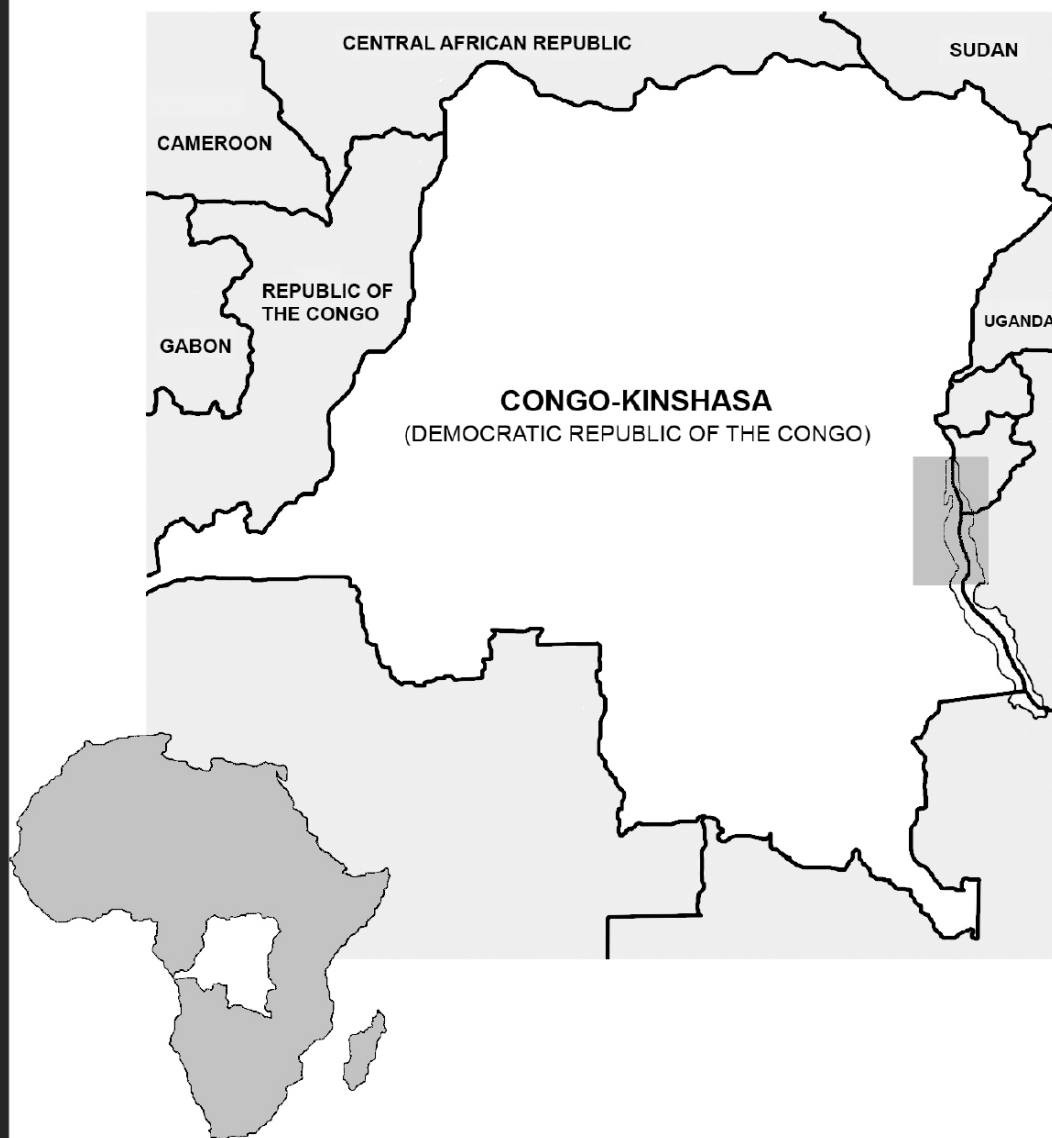 CENTRAL AFRICAN REPUBLIC
SUDAN
CAMEROON
REPUBLIC OF
THE CONGO
GABON
UGANDA
CONGO-KINSHASA
(DEMOCRATIC REPUBLIC OF THE CONGO)